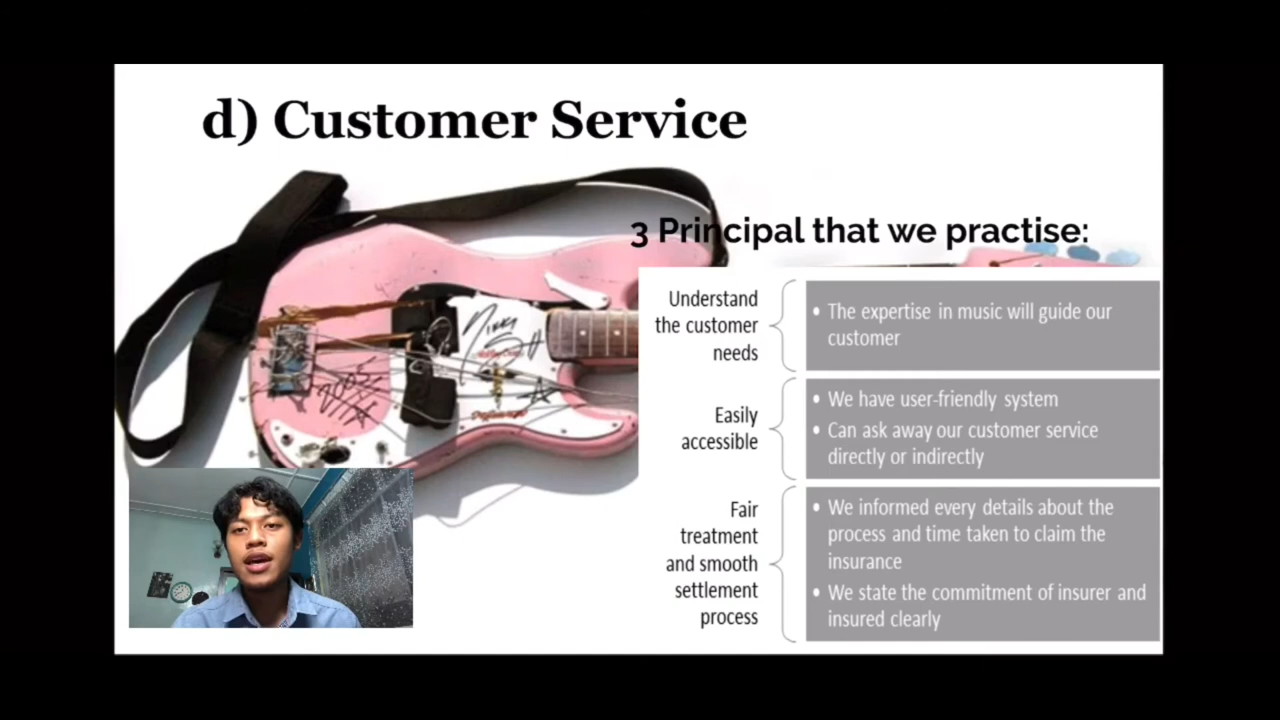 d) Customer Service
3 Principal that we practise:
Understand
the customer
needs
• The expertise in music will guide our
customer
Easily
accessible
• We have user-friendly system
• Can ask away our customer service
directly or indirectly
Fair
treatment
and smooth
settlement
process
• We informed every details about the
process and time taken to claim the
insurance
• We state the commitment of insurer and
insured clearly
2005